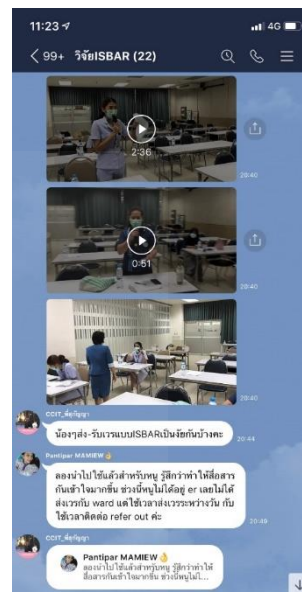 11:23
4G
99+ วิจัยISBAR (22)
2:36
20:40
0:51
20:40
20:40
CCIT_พี่สุกัญญา
น้องๆส่ง-รับเวรแบบISBARเป็นงัยกันบ้างคะ
20:44
Pantipar MAMIEW👌
ลองนำไปใช้แล้วสำหรับหนู รู้สึกว่าทำให้สื่อสาร
กันเข้าใจมากขึ้น ช่วงนี้หนูไม่ได้อยู่ er เลยไม่ได้
ส่งเวรกับ ward แต่ใช้เวลาส่งเวรระหว่างวัน กับ
ใช้เวลาติดต่อ refer out ค่ะ
20:49
CCIT_พี่สุกัญญา
Pantipar MAMIEW👌
ลองนำไปใช้แล้วสำหรับหนู รู้สึกว่าทำให้
สื่อสารกันเข้าใจมากขึ้น ช่วงนี้หนูไม่ไ...